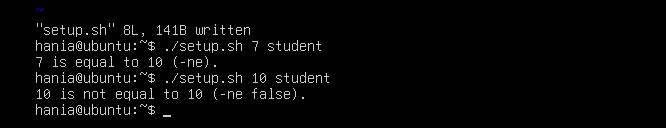 ~
"setup.sh" 8L, 141B written
hania@ubuntu:~$ ./setup.sh 7 student
7 is equal to 10 (-ne).
hania@ubuntu:~$ ./setup.sh 10 student
10 is not equal to 10 (-ne false).
hania@ubuntu:~$ _